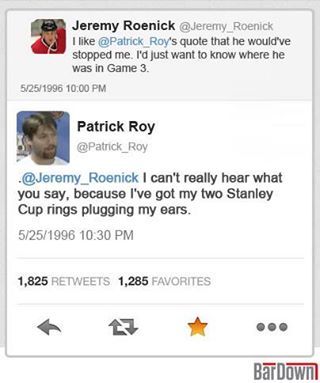 Jeremy Roenick @Jeremy_Roenick
I like @Patrick_Roy's quote that he would've
stopped me. I'd just want to know where he
was in Game 3.
5/25/1996 10:00 PM
Patrick Roy
@Patrick_Roy
.@Jeremy_Roenick I can't really hear what
you say, because I've got my two Stanley
Cup rings plugging my ears.
5/25/1996 10:30 PM
1,825 RETWEETS 1,285 FAVORITES
BarDown